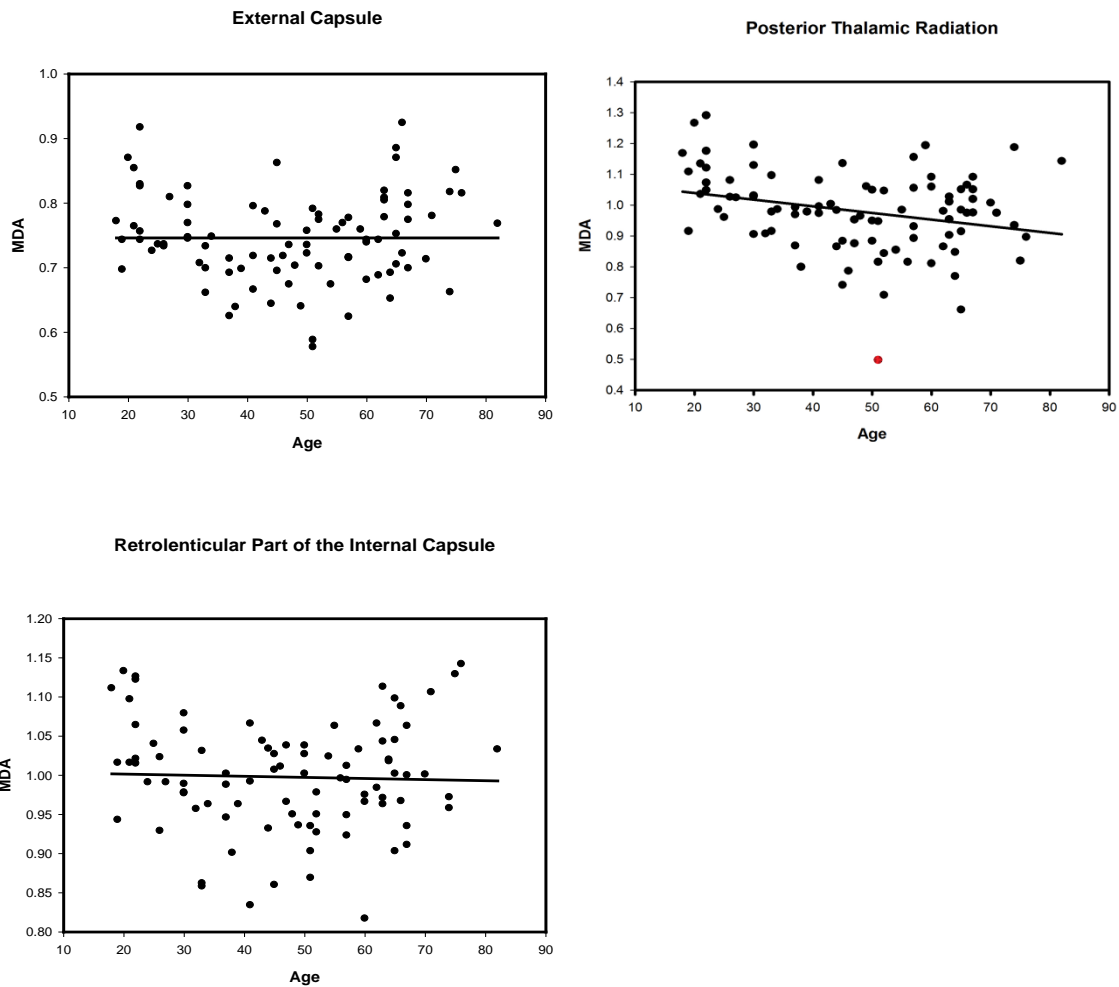 External Capsule
1.0
0.9
0.8
0.7
0.6
0.5
MDA
10 20 30 40 50 60 70 80 90
Age
Posterior Thalamic Radiation
1.4
1.3
1.2
1.1
1.0
0.9
0.8
0.7
0.6
0.5
0.4
MDA
10 20 30 40 50 60 70 80 90
Age
Retrolenticular Part of the Internal Capsule
1.20
1.15
1.10
1.05
1.00
0.95
0.90
0.85
0.80
MDA
10 20 30 40 50 60 70 80 90
Age